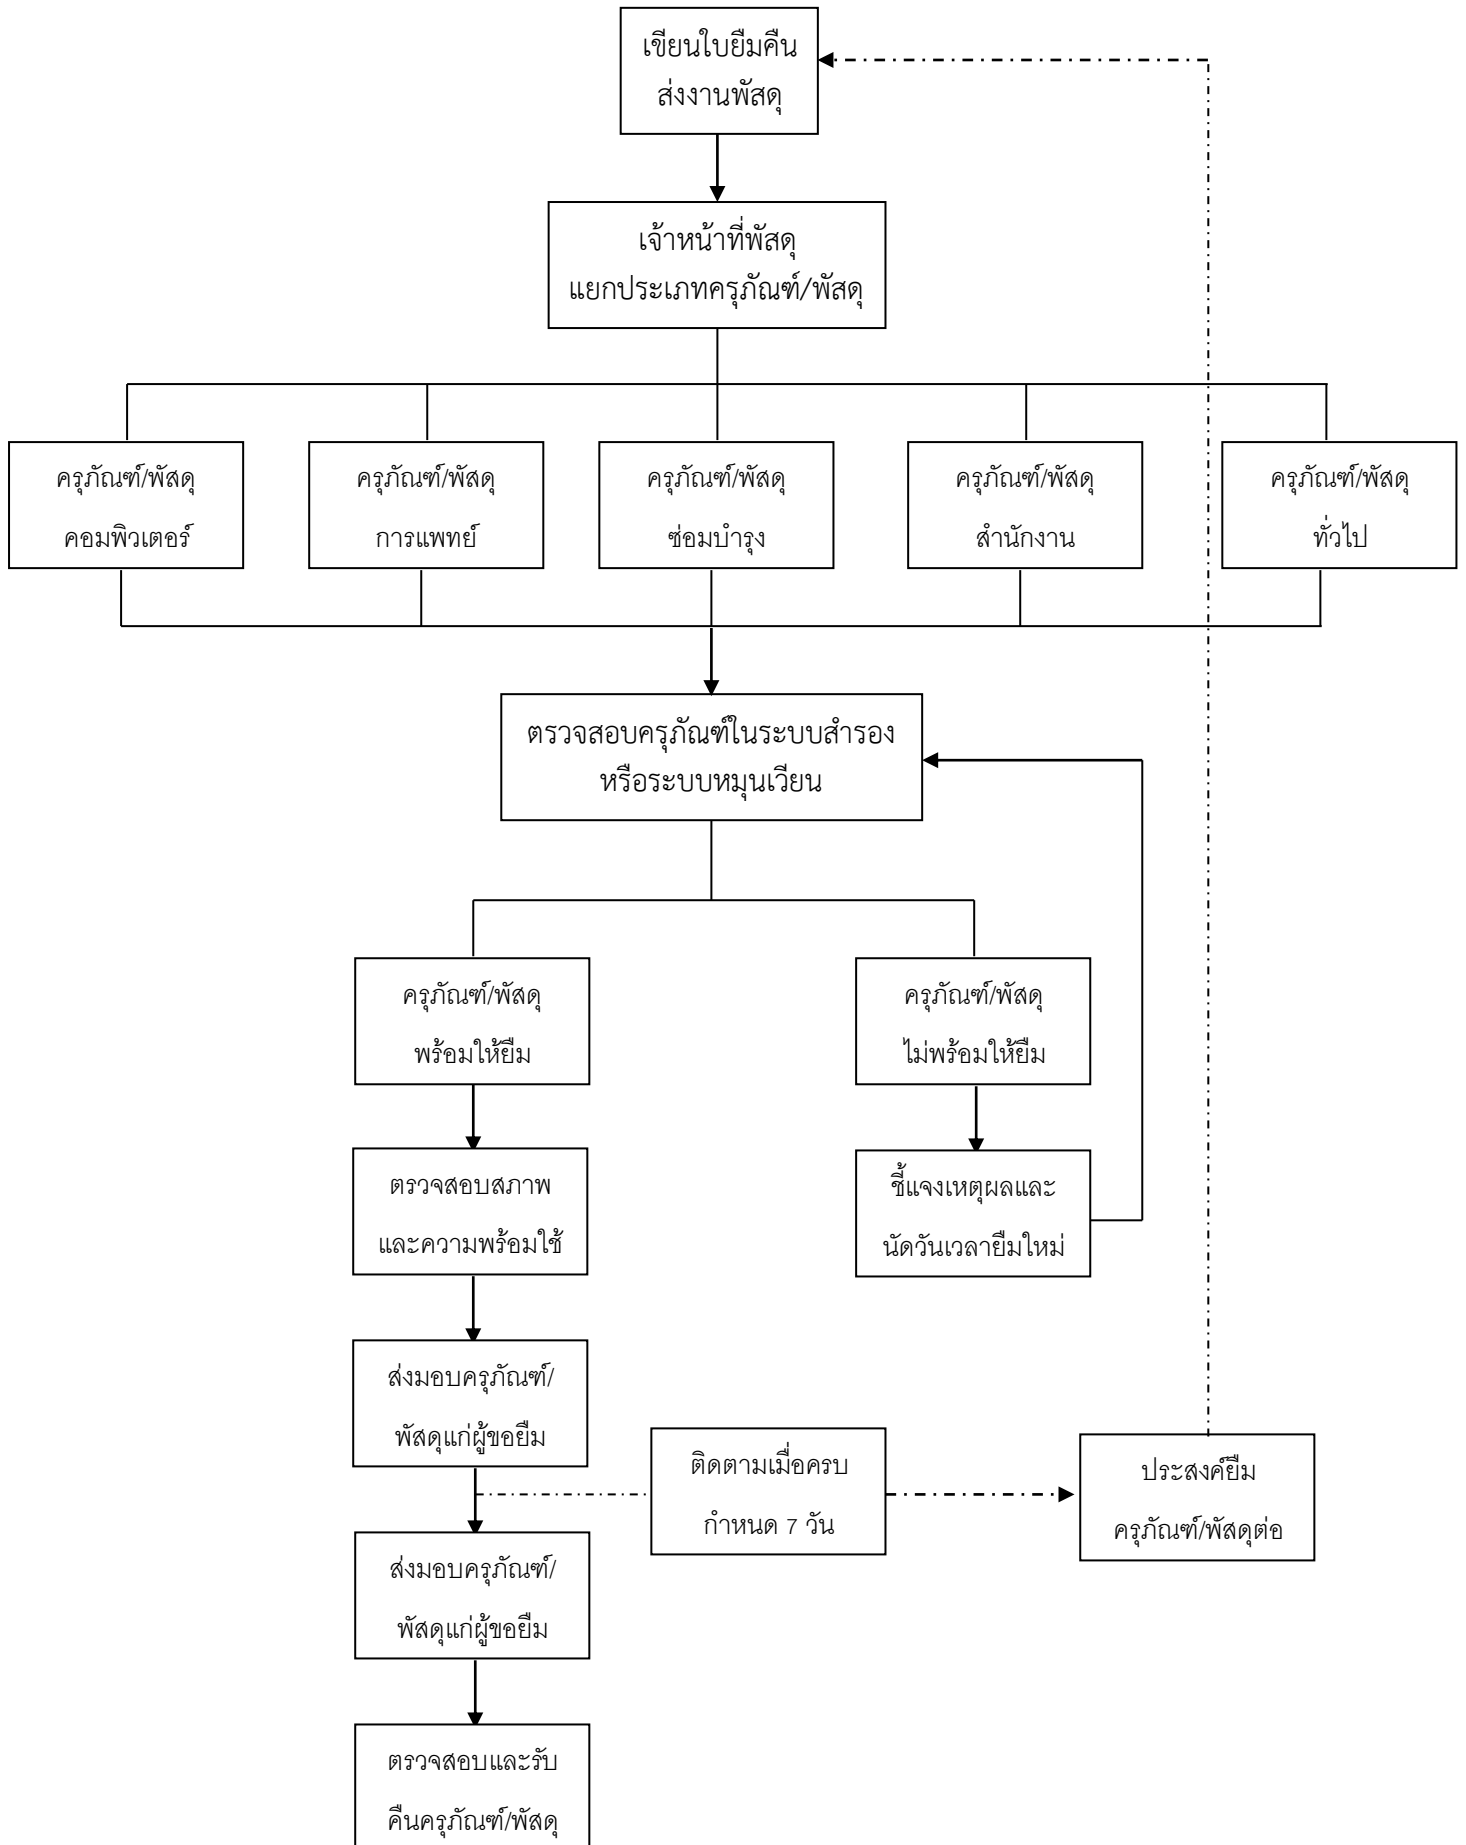 เขียนใบยืมคืน
ส่งงานพัสดุ
เจ้าหน้าที่พัสดุ
แยกประเภทครุภัณฑ์/พัสดุ
ครุภัณฑ์/พัสดุ
คอมพิวเตอร์
ครุภัณฑ์/พัสดุ
การแพทย์
ครุภัณฑ์/พัสดุ
ซ่อมบำรุง
ครุภัณฑ์/พัสดุ
สำนักงาน
ครุภัณฑ์/พัสดุ
ทั่วไป
ตรวจสอบครุภัณฑ์ในระบบสำรอง
หรือระบบหมุนเวียน
ครุภัณฑ์/พัสดุ
พร้อมให้ยืม
ครุภัณฑ์/พัสดุ
ไม่พร้อมให้ยืม
ตรวจสอบสภาพ
และความพร้อมใช้
ชี้แจงเหตุผลและ
นัดวันเวลายืมใหม่
ส่งมอบครุภัณฑ์/
พัสดุแก่ผู้ขอยืม
ติดตามเมื่อครบ
กำหนด 7 วัน
ประสงค์ยืม
ครุภัณฑ์/พัสดุต่อ
ส่งมอบครุภัณฑ์/
พัสดุแก่ผู้ขอยืม
ตรวจสอบและรับ
คืนครุภัณฑ์/พัสดุ